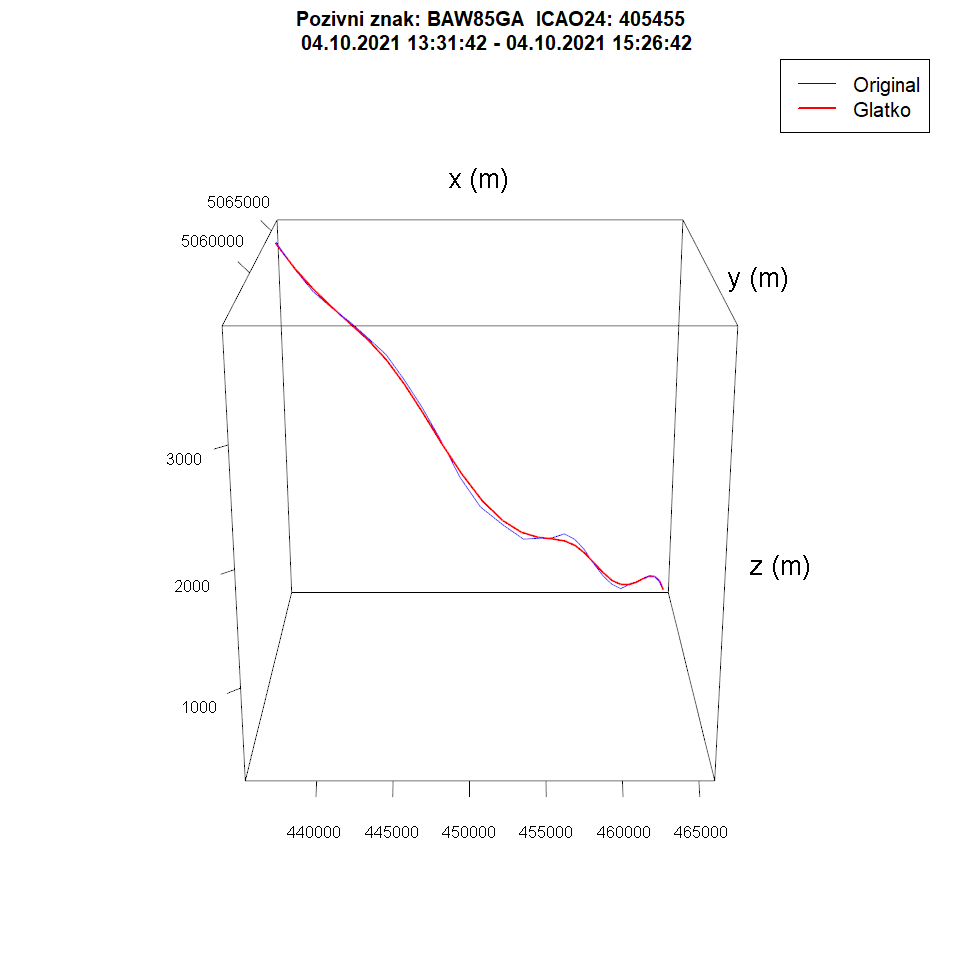 Pozivni znak: BAW85GA  ICAO24: 405455
04.10.2021 13:31:42 - 04.10.2021 15:26:42
Original
Glatko
x (m)
5065000
5060000
y (m)
3000
z (m)
2000
1000
440000 445000 450000 455000 460000 465000